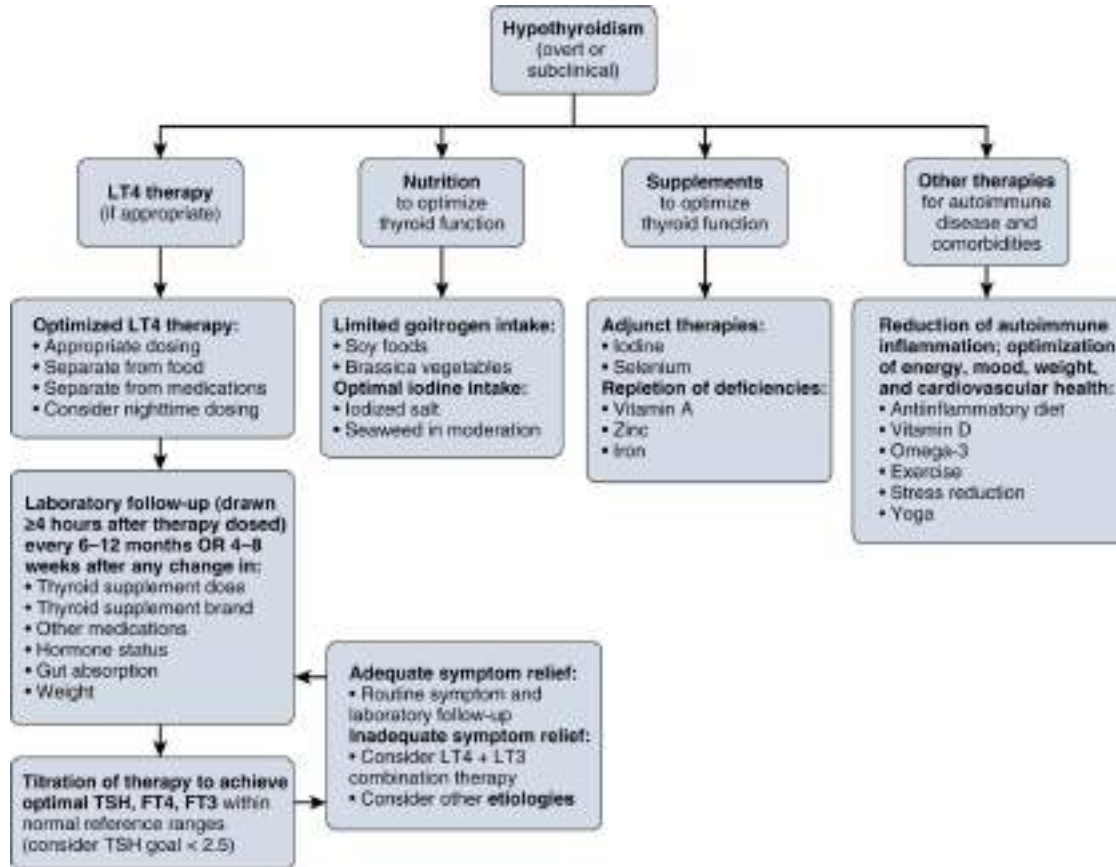 Hypothyroidism
(overt or
subclinical)
LT4 therapy
(if appropriate)
Nutrition
to optimize
thyroid function
Supplements
to optimize
thyroid function
Other therapies
for autoimmune
disease and
comorbidities
Optimized LT4 therapy:
• Appropriate dosing
• Separate from food
• Separate from medications
• Consider nighttime dosing
Limited goitrogen intake:
• Soy foods
• Brassica vegetables
Optimal iodine intake:
• Iodized salt
• Seaweed in moderation
Adjunct therapies:
• Iodine
• Selenium
Repletion of deficiencies:
• Vitamin A
• Zinc
• Iron
Reduction of autoimmune
inflammation; optimization
of energy, mood, weight,
and cardiovascular health:
• Antiinflammatory diet
• Vitamin D
• Omega-3
• Exercise
• Stress reduction
• Yoga
Laboratory follow-up (drawn
≥4 hours after therapy dosed)
every 6–12 months OR 4–8
weeks after any change in:
• Thyroid supplement dose
• Thyroid supplement brand
• Other medications
• Hormone status
• Gut absorption
• Weight
Titration of therapy to achieve
optimal TSH, FT4, FT3 within
normal reference ranges
(consider TSH goal < 2.5)
Adequate symptom relief:
• Routine symptom and
laboratory follow-up
Inadequate symptom relief:
• Consider LT4 + LT3
combination therapy
• Consider other etiologies